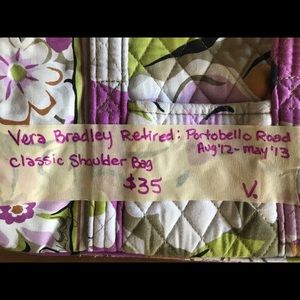 Vera Bradley Retired: Portobello Road
Aug '12 - May '13
Classic Shoulder Bag
$35
V.